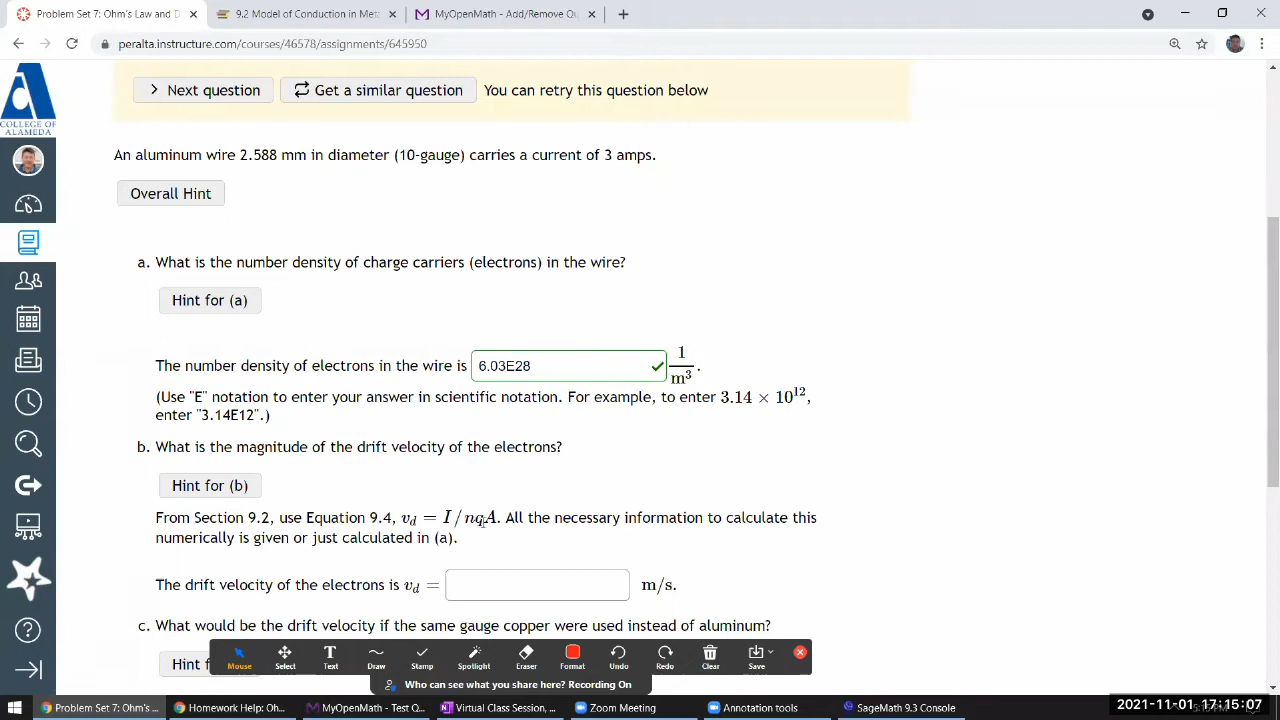 Problem Set 7: Ohm's Law and D
9.2 Model of Conduction in Meta
MyOpenMath - Add/Remove Qu
peralta.instructure.com/courses/46578/assignments/645950
COLLEGE OF
ALAMEDA
Next question
Get a similar question
You can retry this question below
An aluminum wire 2.588 mm in diameter (10-gauge) carries a current of 3 amps.
Overall Hint
a. What is the number density of charge carriers (electrons) in the wire?
Hint for (a)
The number density of electrons in the wire is 6.03E28 1/m³.
(Use "E" notation to enter your answer in scientific notation. For example, to enter 3.14 × 10¹²,
enter "3.14E12".)
b. What is the magnitude of the drift velocity of the electrons?
Hint for (b)
From Section 9.2, use Equation 9.4, v_d = I/nqA. All the necessary information to calculate this
numerically is given or just calculated in (a).
The drift velocity of the electrons is v_d = m/s.
c. What would be the drift velocity if the same gauge copper were used instead of aluminum?
Hint f
Mouse Select Text Draw Stamp Spotlight Eraser Format Undo Redo Clear Save
Who can see what you share here? Recording On
Problem Set 7: Ohm's ...
Homework Help: Oh...
MyOpenMath - Test Q...
Virtual Class Session, ...
Zoom Meeting
Annotation tools
SageMath 9.3 Console
2021-11-01 17:15:07